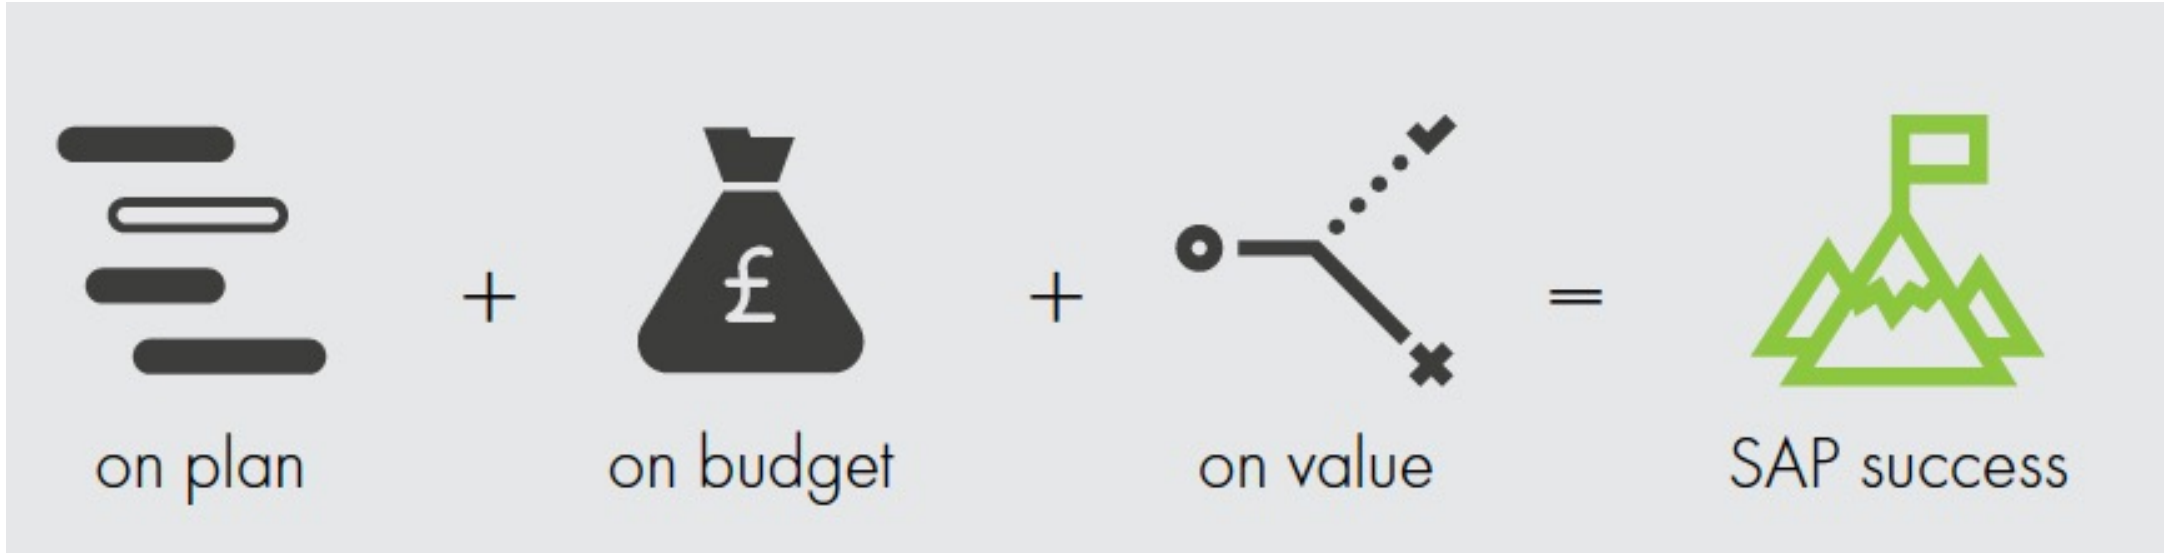 £
+ + =
on plan on budget on value SAP success